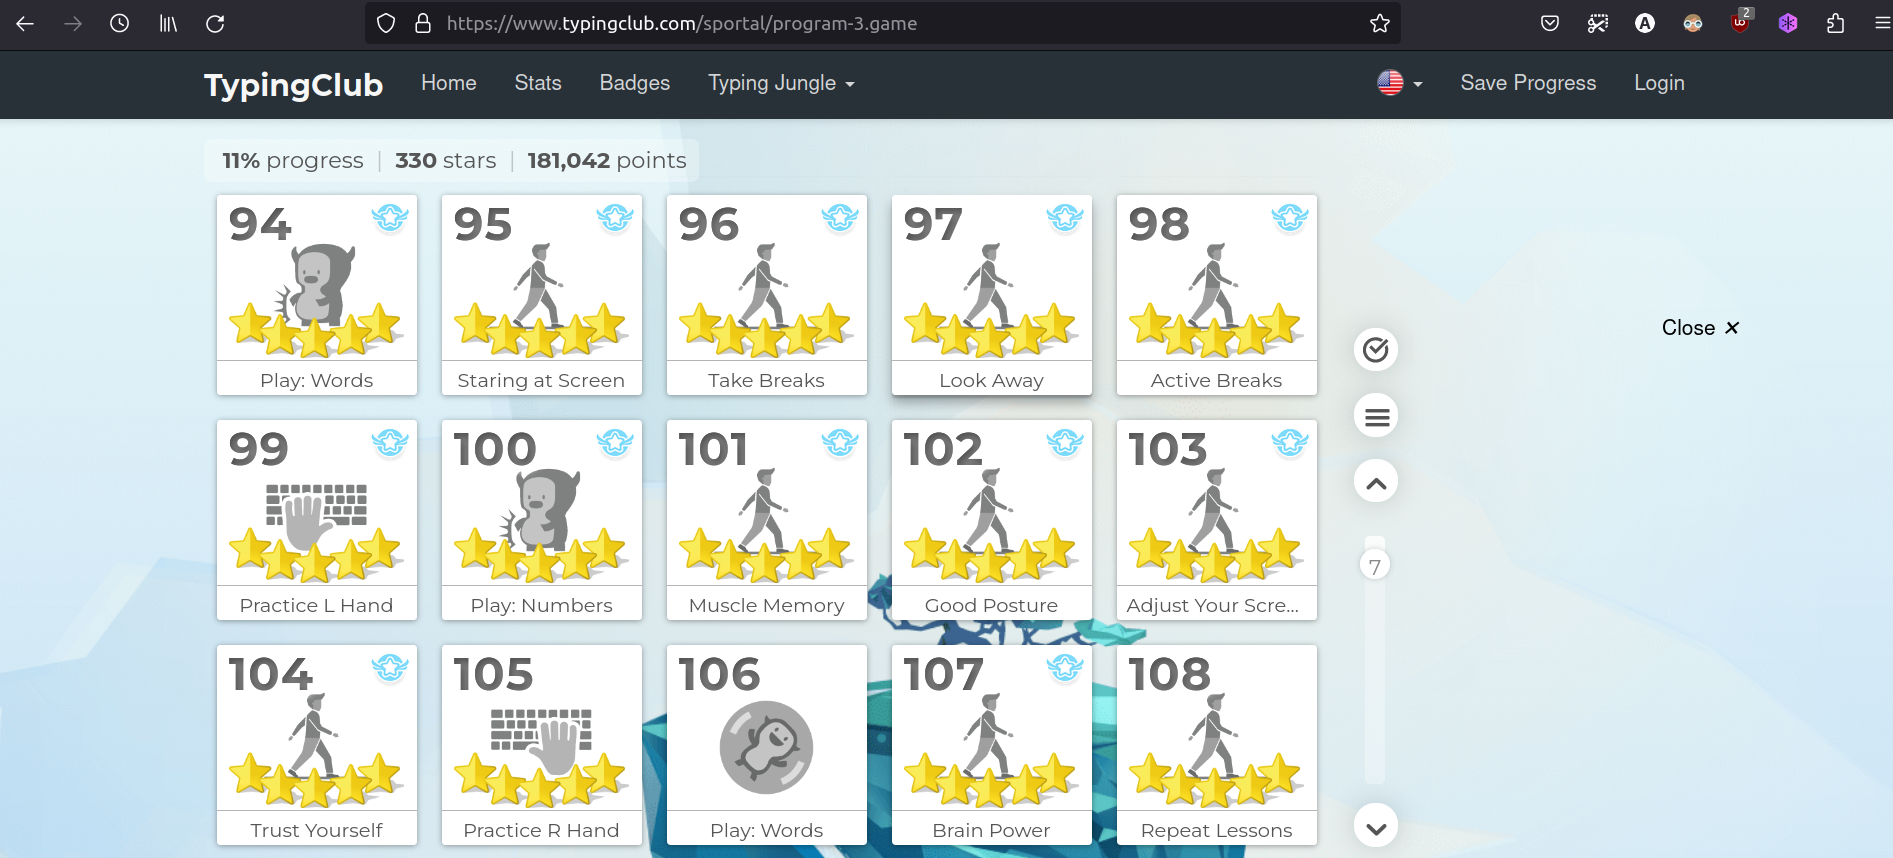 https://www.typingclub.com/sportal/program-3.game
A
2
TypingClub Home Stats Badges Typing Jungle Save Progress Login
11% progress | 330 stars | 181,042 points
94 95 96 97 98
Play: Words Staring at Screen Take Breaks Look Away Active Breaks
Close ✕
99 100 101 102 103
Practice L Hand Play: Numbers Muscle Memory Good Posture Adjust Your Scre...
7
104 105 106 107 108
Trust Yourself Practice R Hand Play: Words Brain Power Repeat Lessons